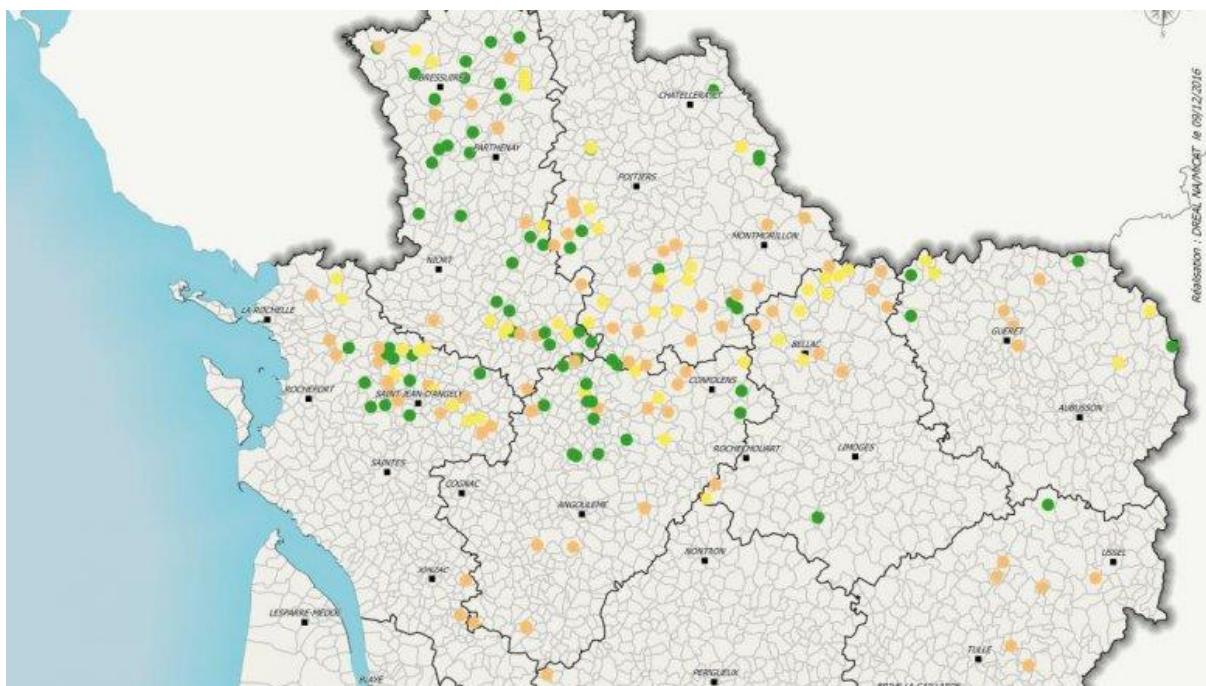 BRESSUIRE
CHATELLERAULT
PARTHENAY
POITIERS
MONTMORILLON
NIORT
LA ROCHELLE
GUERET
BELLAC
ROCHEFORT
SAINT-JEAN-D'ANGELY
CONFOLENS
AUBUSSON
SAINTES
ROCHECHOUART
LIMOGES
COGNAC
ANGOULEME
NONTRON
USSEL
JONZAC
LESPARRE-MEDOC
TULLE
PERIGUEUX
BLAYE
Réalisation : DREAL NA/MICAT le 09/12/2016